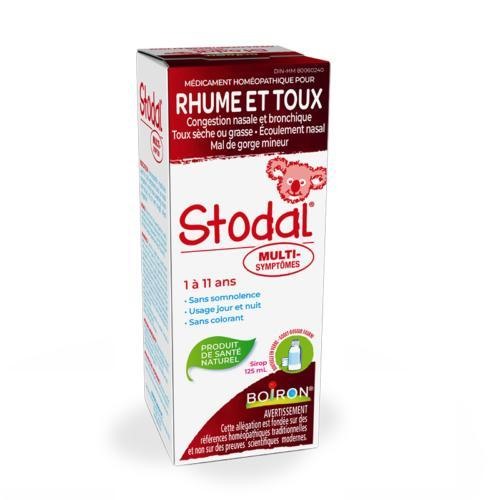 DIN-HM 80060240
MÉDICAMENT HOMÉOPATHIQUE POUR
RHUME ET TOUX
Congestion nasale et bronchique
Toux sèche ou grasse • Écoulement nasal
Mal de gorge mineur
Stodal®
MULTI-
SYMPTÔMES
1 à 11 ans
• Sans somnolence
• Usage jour et nuit
• Sans colorant
PRODUIT
DE SANTÉ
NATUREL
Sirop
125 mL
BOIRON®
AVERTISSEMENT
Cette allégation est fondée sur des
références homéopathiques traditionnelles
et non sur des preuves scientifiques modernes.
Stodal
MULTI-